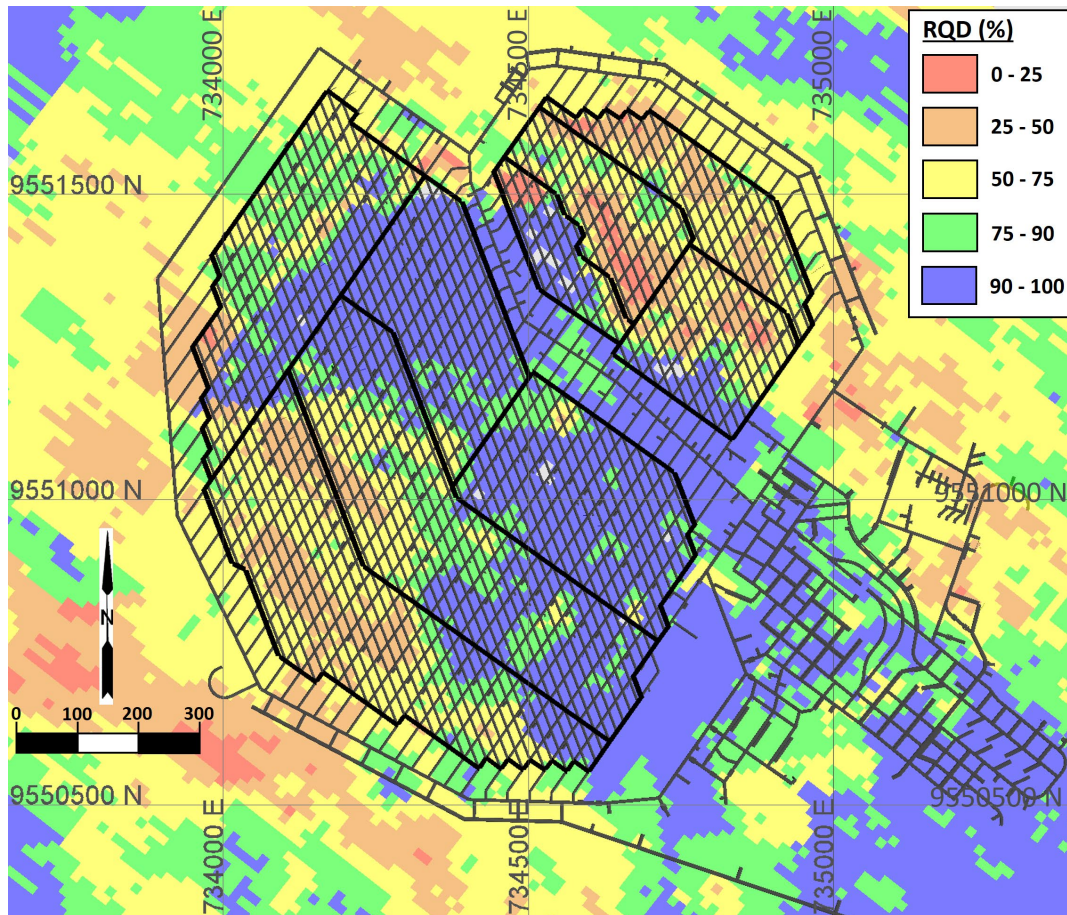 734000 E
734500 E
735000 E
RQD (%)
0 - 25
25 - 50
50 - 75
75 - 90
90 - 100
9551500 N
9551000 N
9551000 N
N
0 100 200 300
9550500 N
9550500 N
734000 E
734500 E
735000 E